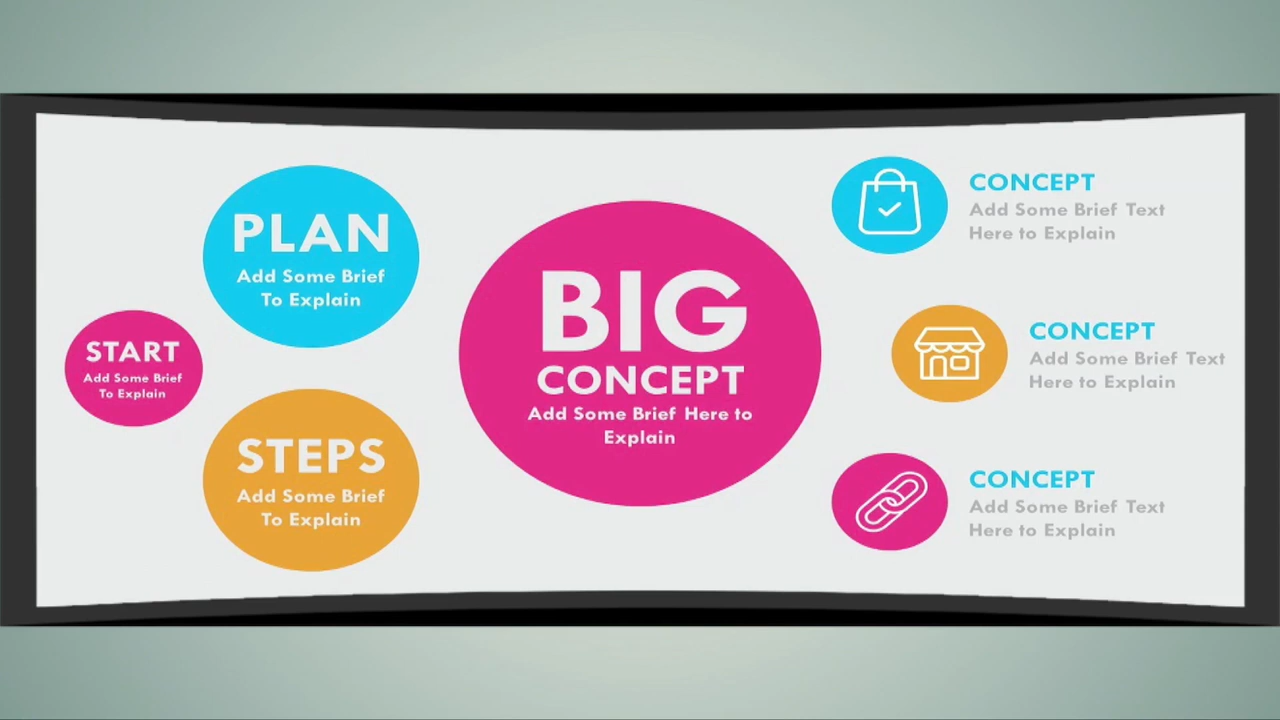 START
Add Some Brief
To Explain
PLAN
Add Some Brief
To Explain
STEPS
Add Some Brief
To Explain
BIG
CONCEPT
Add Some Brief Here to
Explain
CONCEPT
Add Some Brief Text
Here to Explain
CONCEPT
Add Some Brief Text
Here to Explain
CONCEPT
Add Some Brief Text
Here to Explain